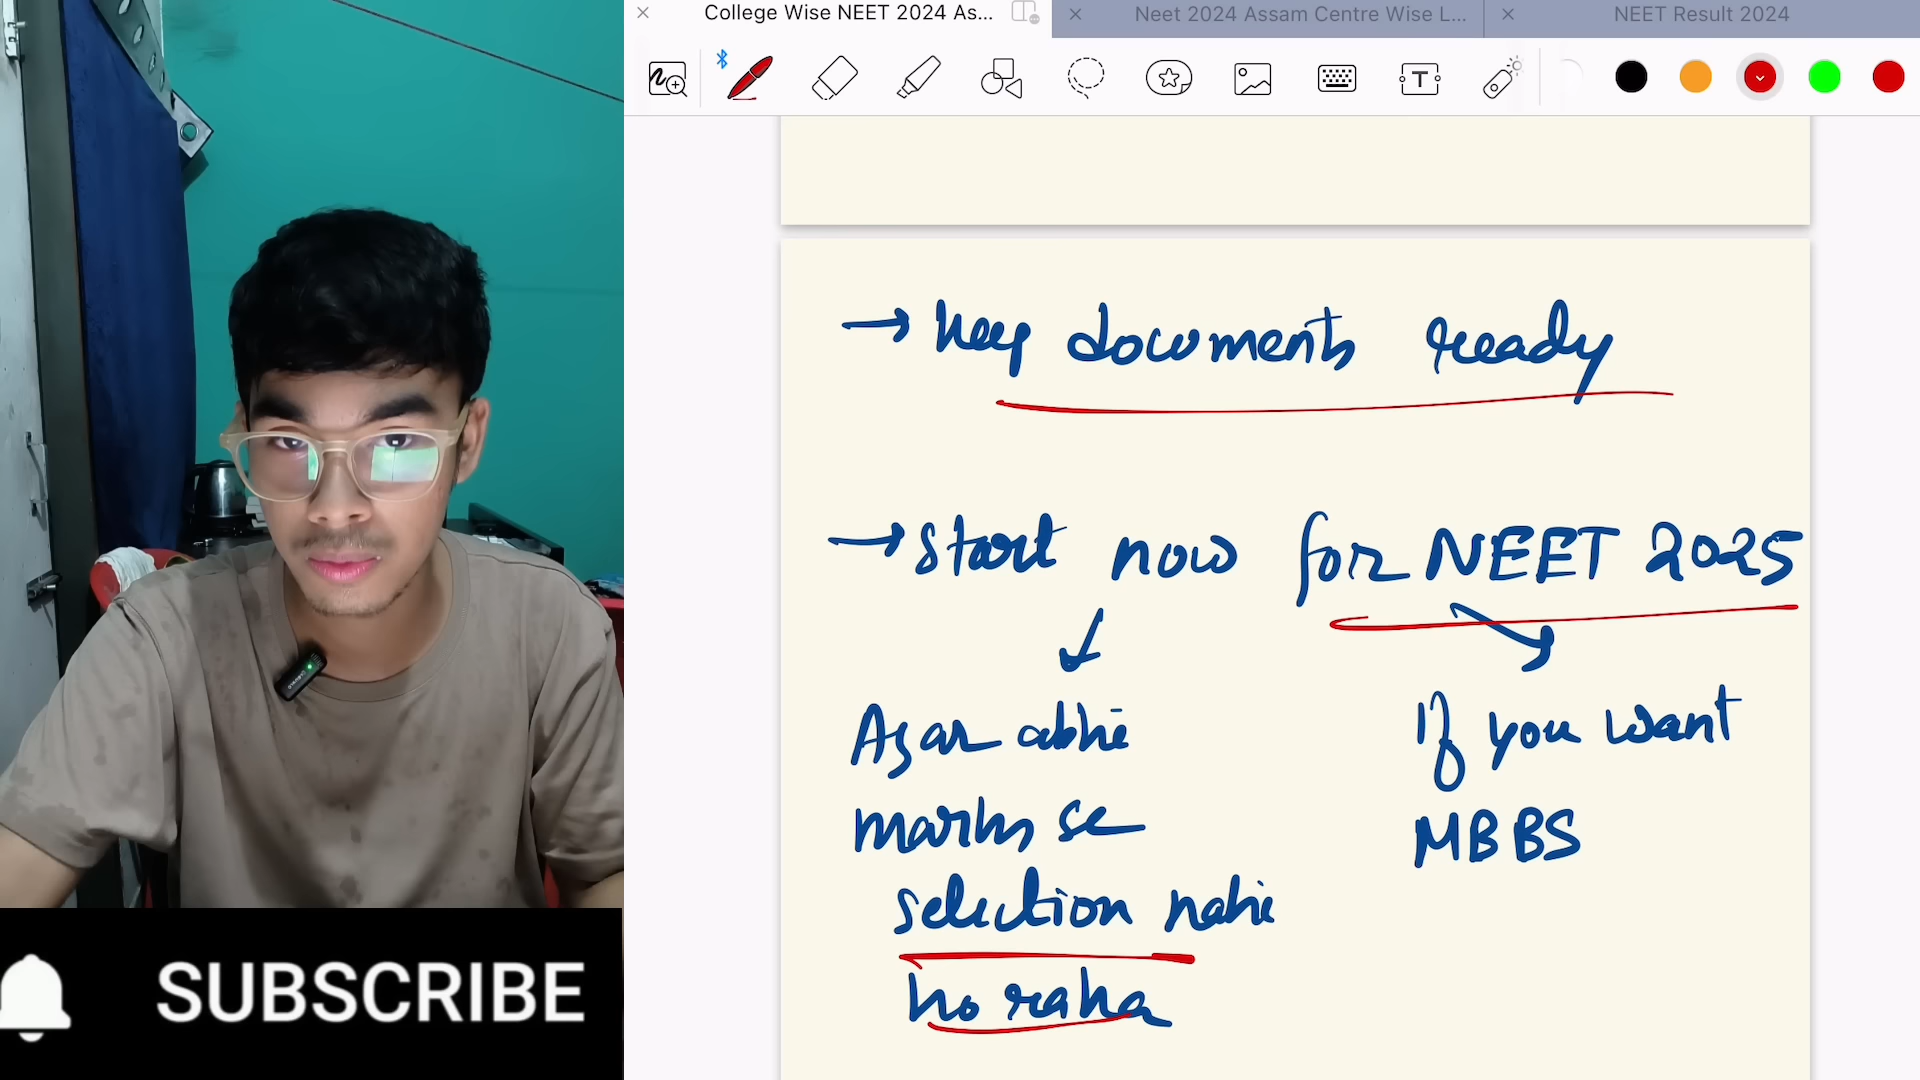 College Wise NEET 2024 As...
Neet 2024 Assam Centre Wise L...
NEET Result 2024
T
→ Keep documents ready
→ Start now for NEET 2025
Agar abhi
marks se
selection nahi
ho raha
If you want
MBBS
SUBSCRIBE